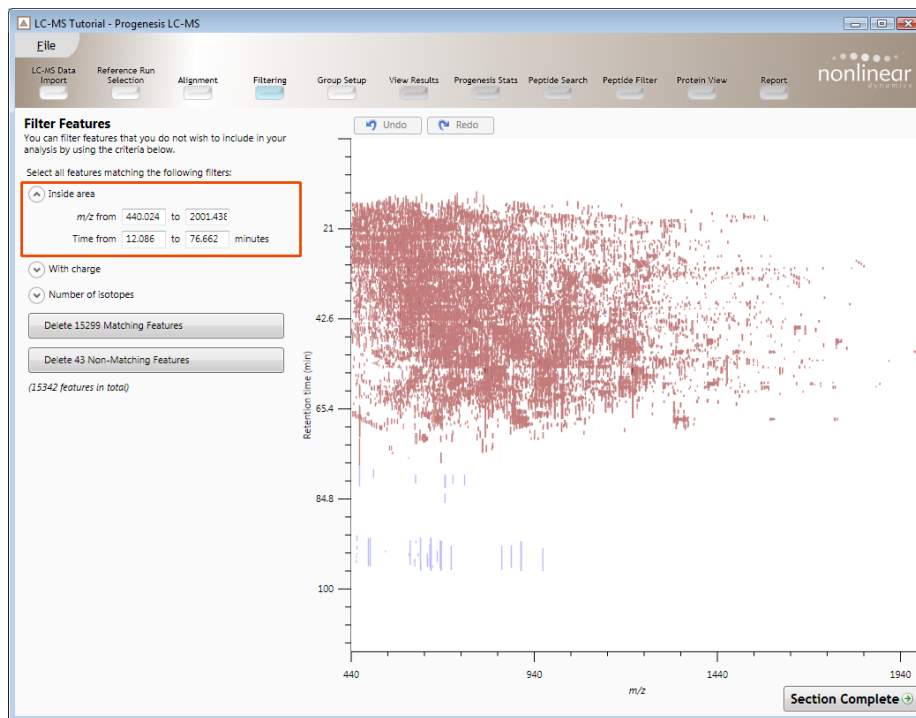 LC-MS Tutorial - Progenesis LC-MS
File
LC-MS Data
Import
Reference Run
Selection
Alignment
Filtering
Group Setup
View Results
Progenesis Stats
Peptide Search
Peptide Filter
Protein View
Report
nonlinear
dynamics
Filter Features
You can filter features that you do not wish to include in your
analysis by using the criteria below.
Select all features matching the following filters:
Inside area
m/z from 440.024 to 2001.438
Time from 12.086 to 76.662 minutes
With charge
Number of isotopes
Delete 15299 Matching Features
Delete 43 Non-Matching Features
(15342 features in total)
Undo
Redo
Retention time (min)
21
42.6
65.4
84.8
100
440
940
1440
1940
m/z
Section Complete